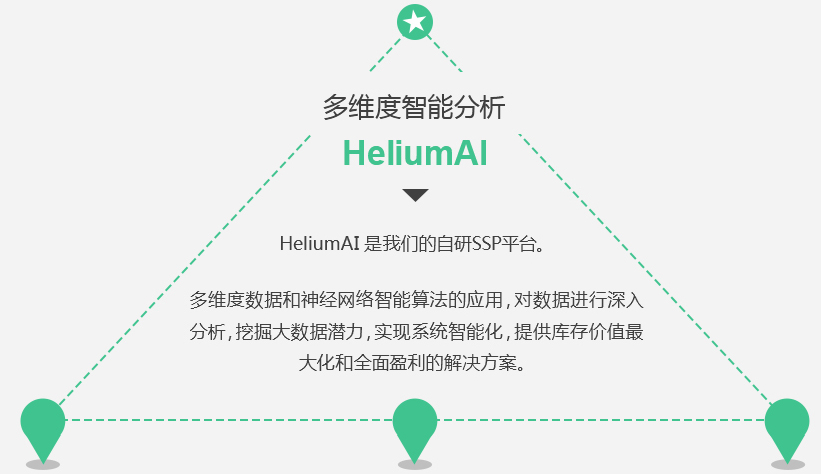 多维度智能分析
HeliumAI
HeliumAI 是我们的自研SSP平台。
多维度数据和神经网络智能算法的应用,对数据进行深入
分析,挖掘大数据潜力,实现系统智能化,提供库存价值最
大化和全面盈利的解决方案。